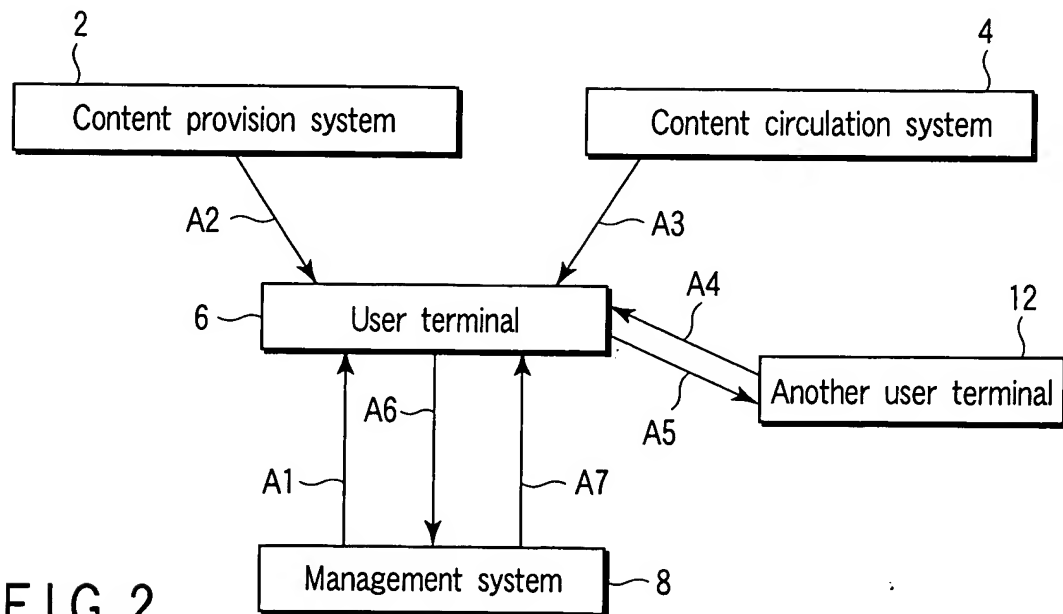 2
4
Content provision system
Content circulation system
A2
A3
A4
12
6
User terminal
Another user terminal
A6
A5
A1
A7
Management system
8
FIG.2